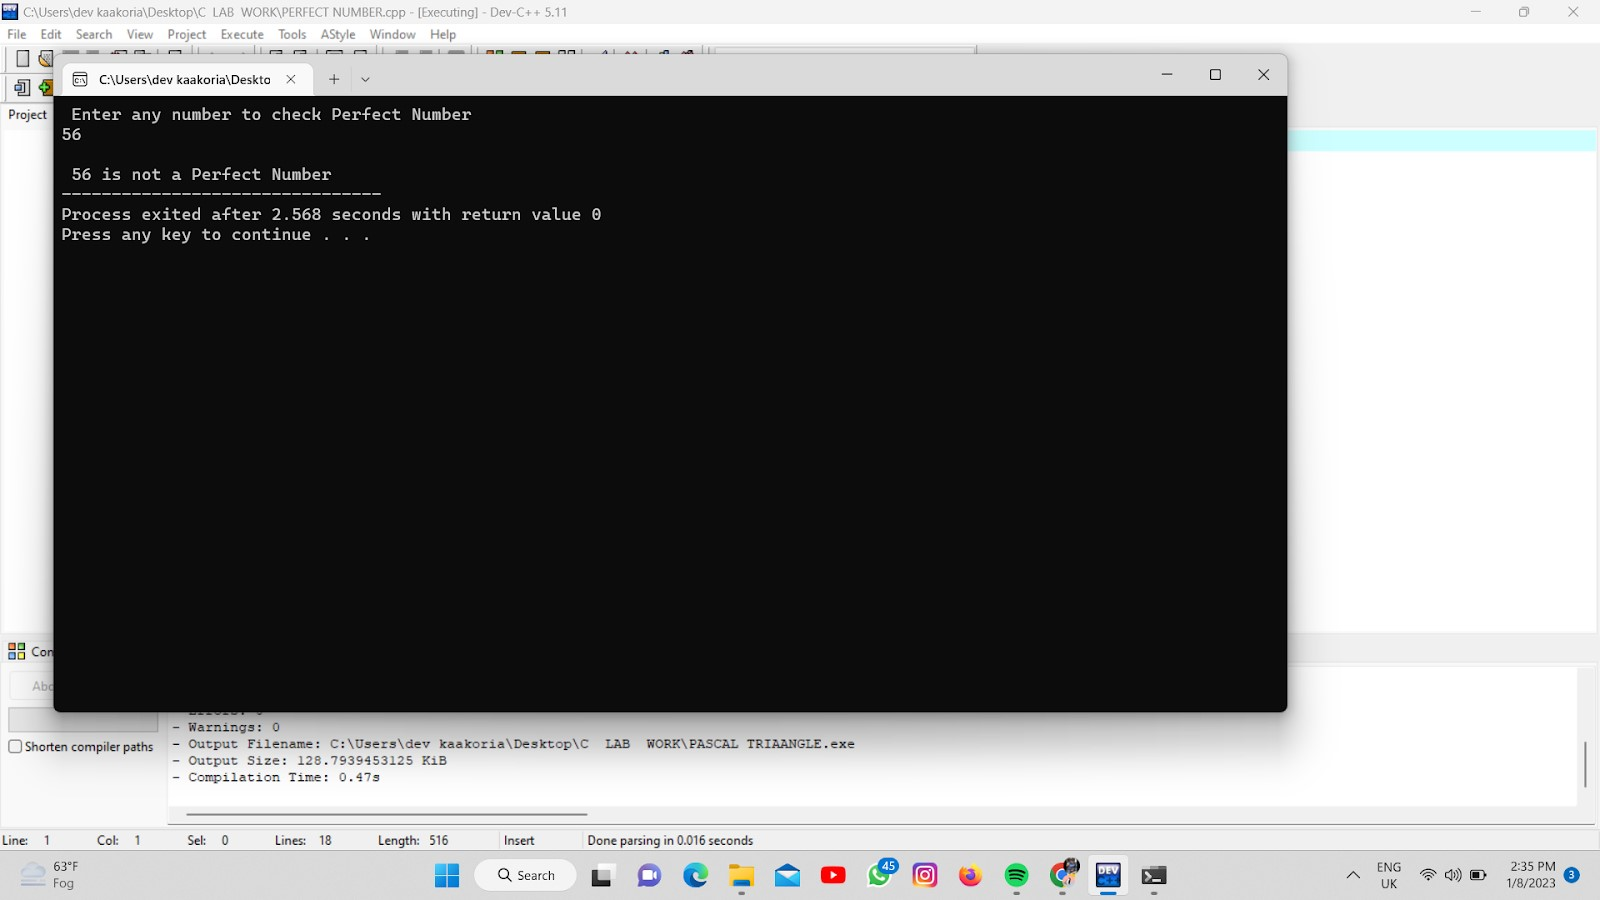 C:\Users\dev kaakoria\Desktop\C  LAB  WORK\PERFECT NUMBER.cpp - [Executing] - Dev-C++ 5.11
File Edit Search View Project Execute Tools AStyle Window Help
C:\Users\dev kaakoria\Deskto
Project
Enter any number to check Perfect Number
56
56 is not a Perfect Number
--------------------------------
Process exited after 2.568 seconds with return value 0
Press any key to continue . . .
- Warnings: 0
- Output Filename: C:\Users\dev kaakoria\Desktop\C  LAB  WORK\PASCAL TRIAANGLE.exe
- Output Size: 128.7939453125 KiB
- Compilation Time: 0.47s
Shorten compiler paths
Line: 1 Col: 1 Sel: 0 Lines: 18 Length: 516 Insert Done parsing in 0.016 seconds
63°F
Fog
Search
45
DEV
ENG
UK
2:35 PM
1/8/2023
3